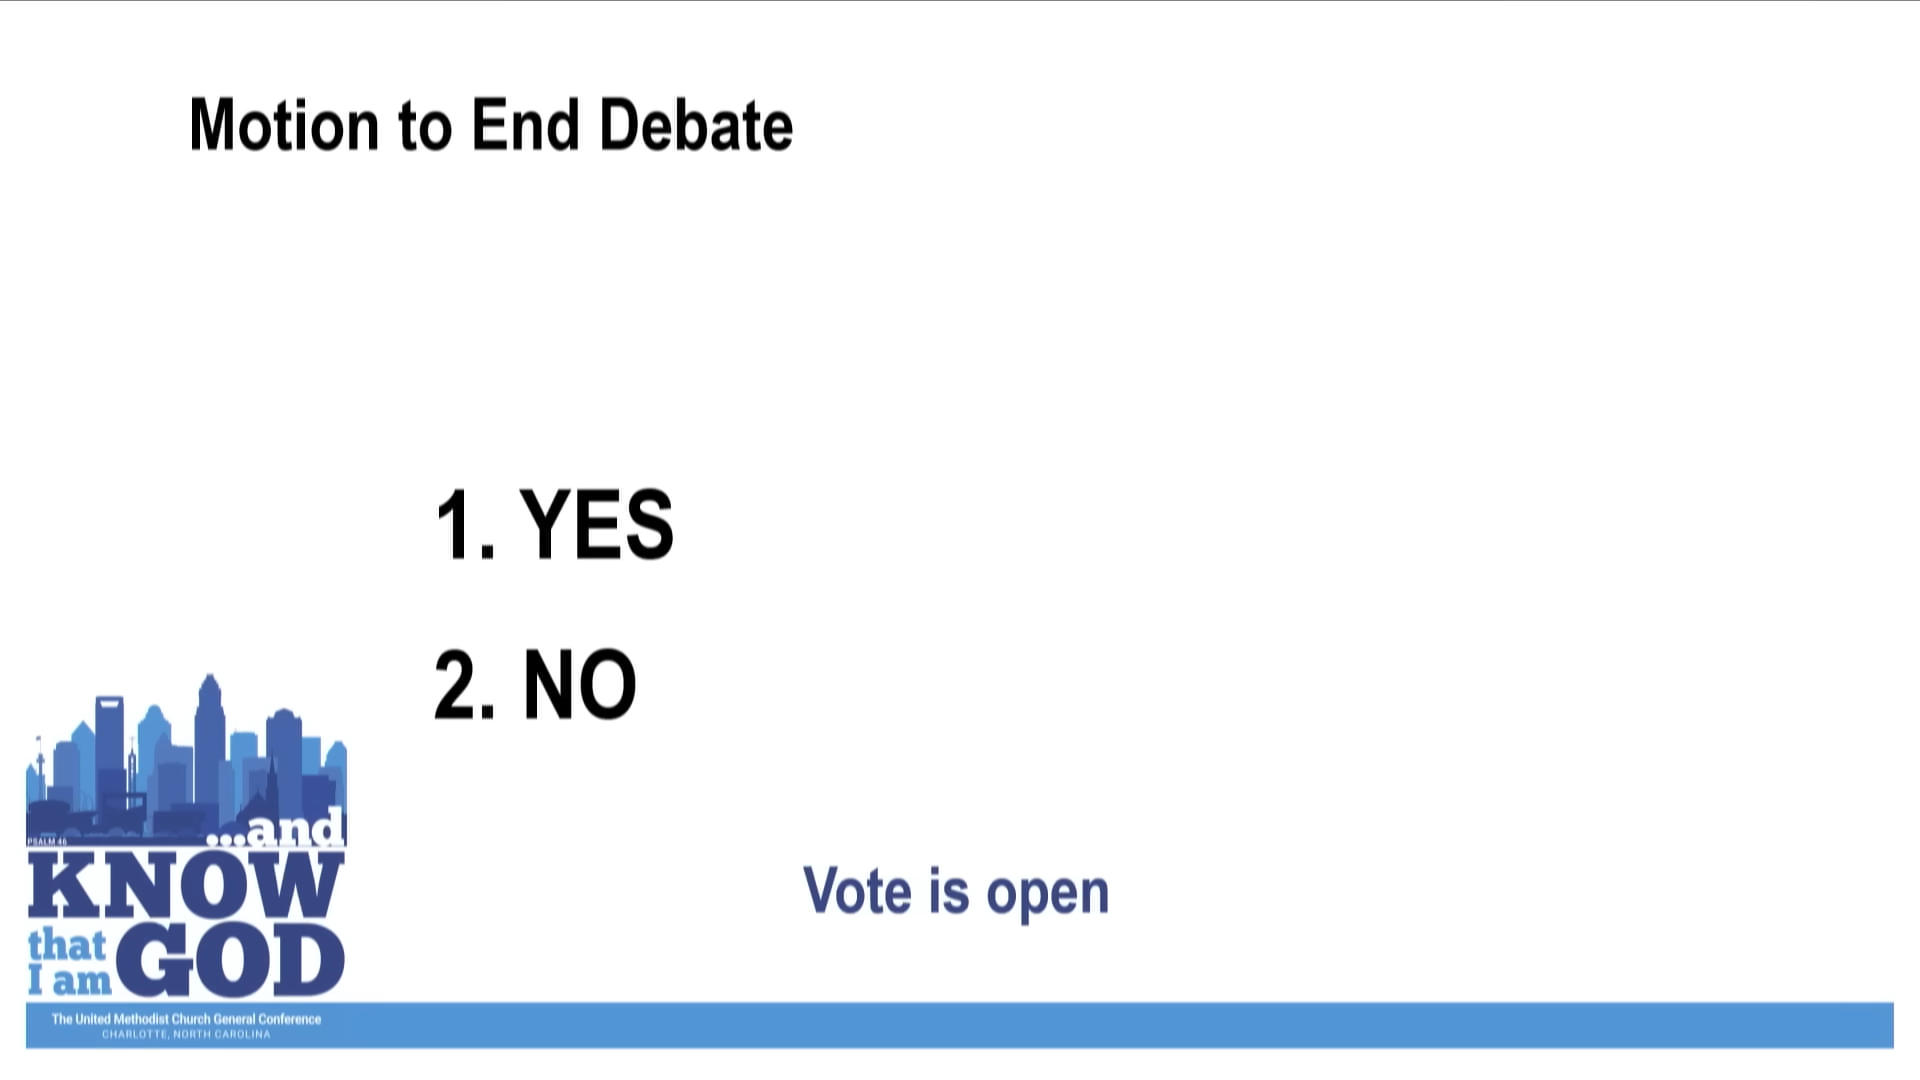 Motion to End Debate
1. YES
2. NO
Vote is open
PSALM 46
...and
KNOW
that
I am
GOD
The United Methodist Church General Conference
CHARLOTTE, NORTH CAROLINA